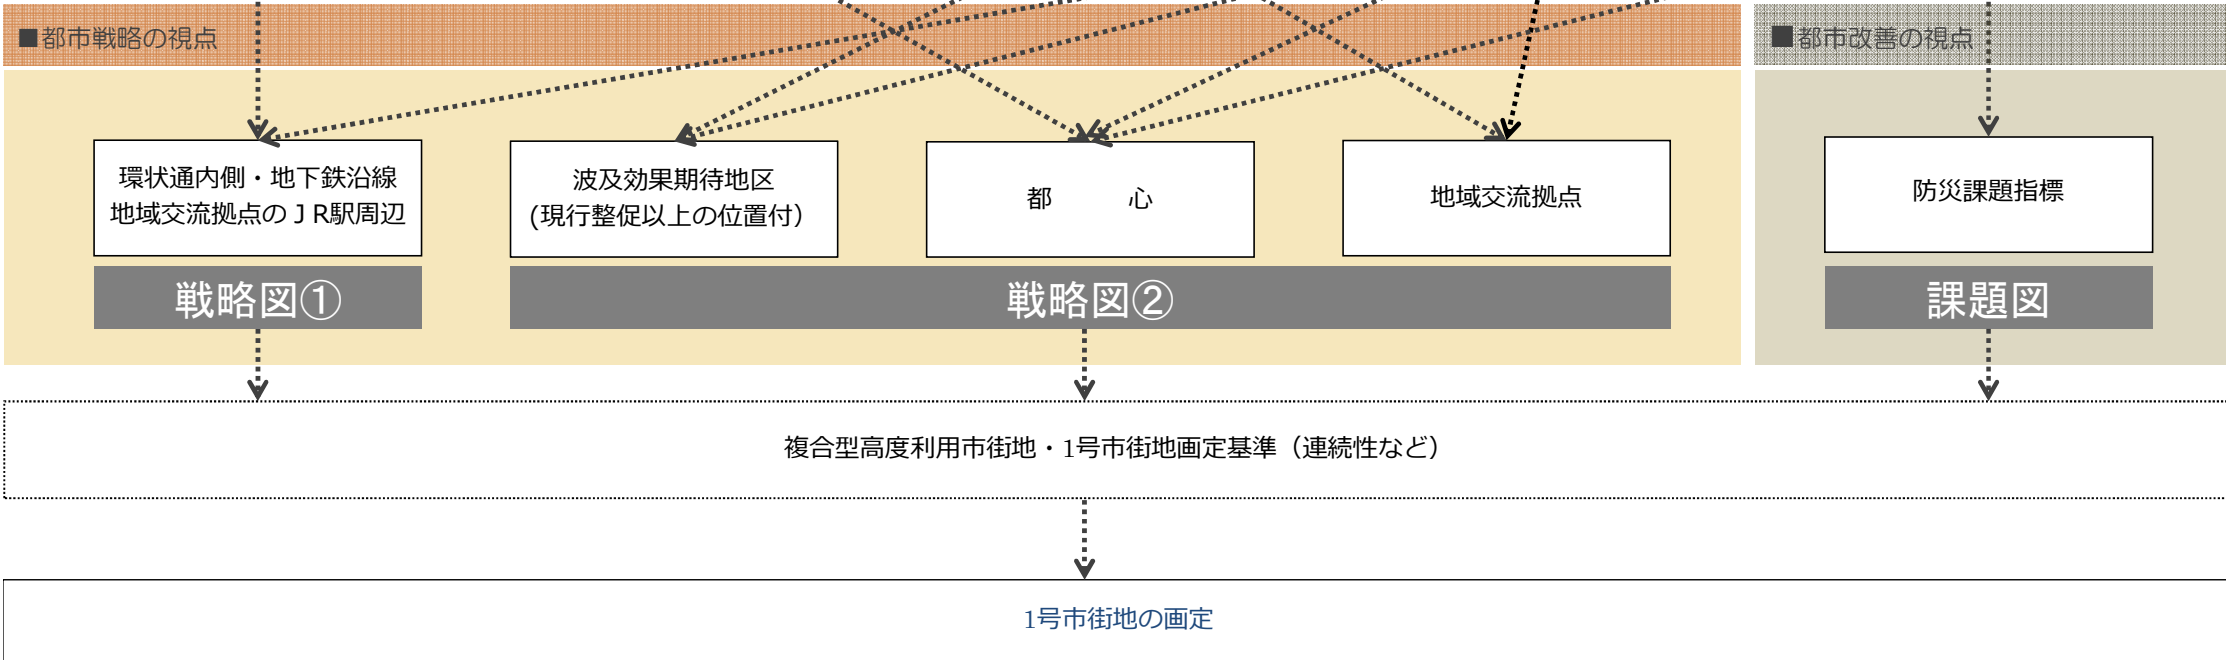 ■都市戦略の視点
■都市改善の視点
環状通内側・地下鉄沿線
地域交流拠点のＪＲ駅周辺
波及効果期待地区
(現行整促以上の位置付)
都　　　心
地域交流拠点
防災課題指標
戦略図①
戦略図②
課題図
複合型高度利用市街地・1号市街地画定基準（連続性など）
1号市街地の画定